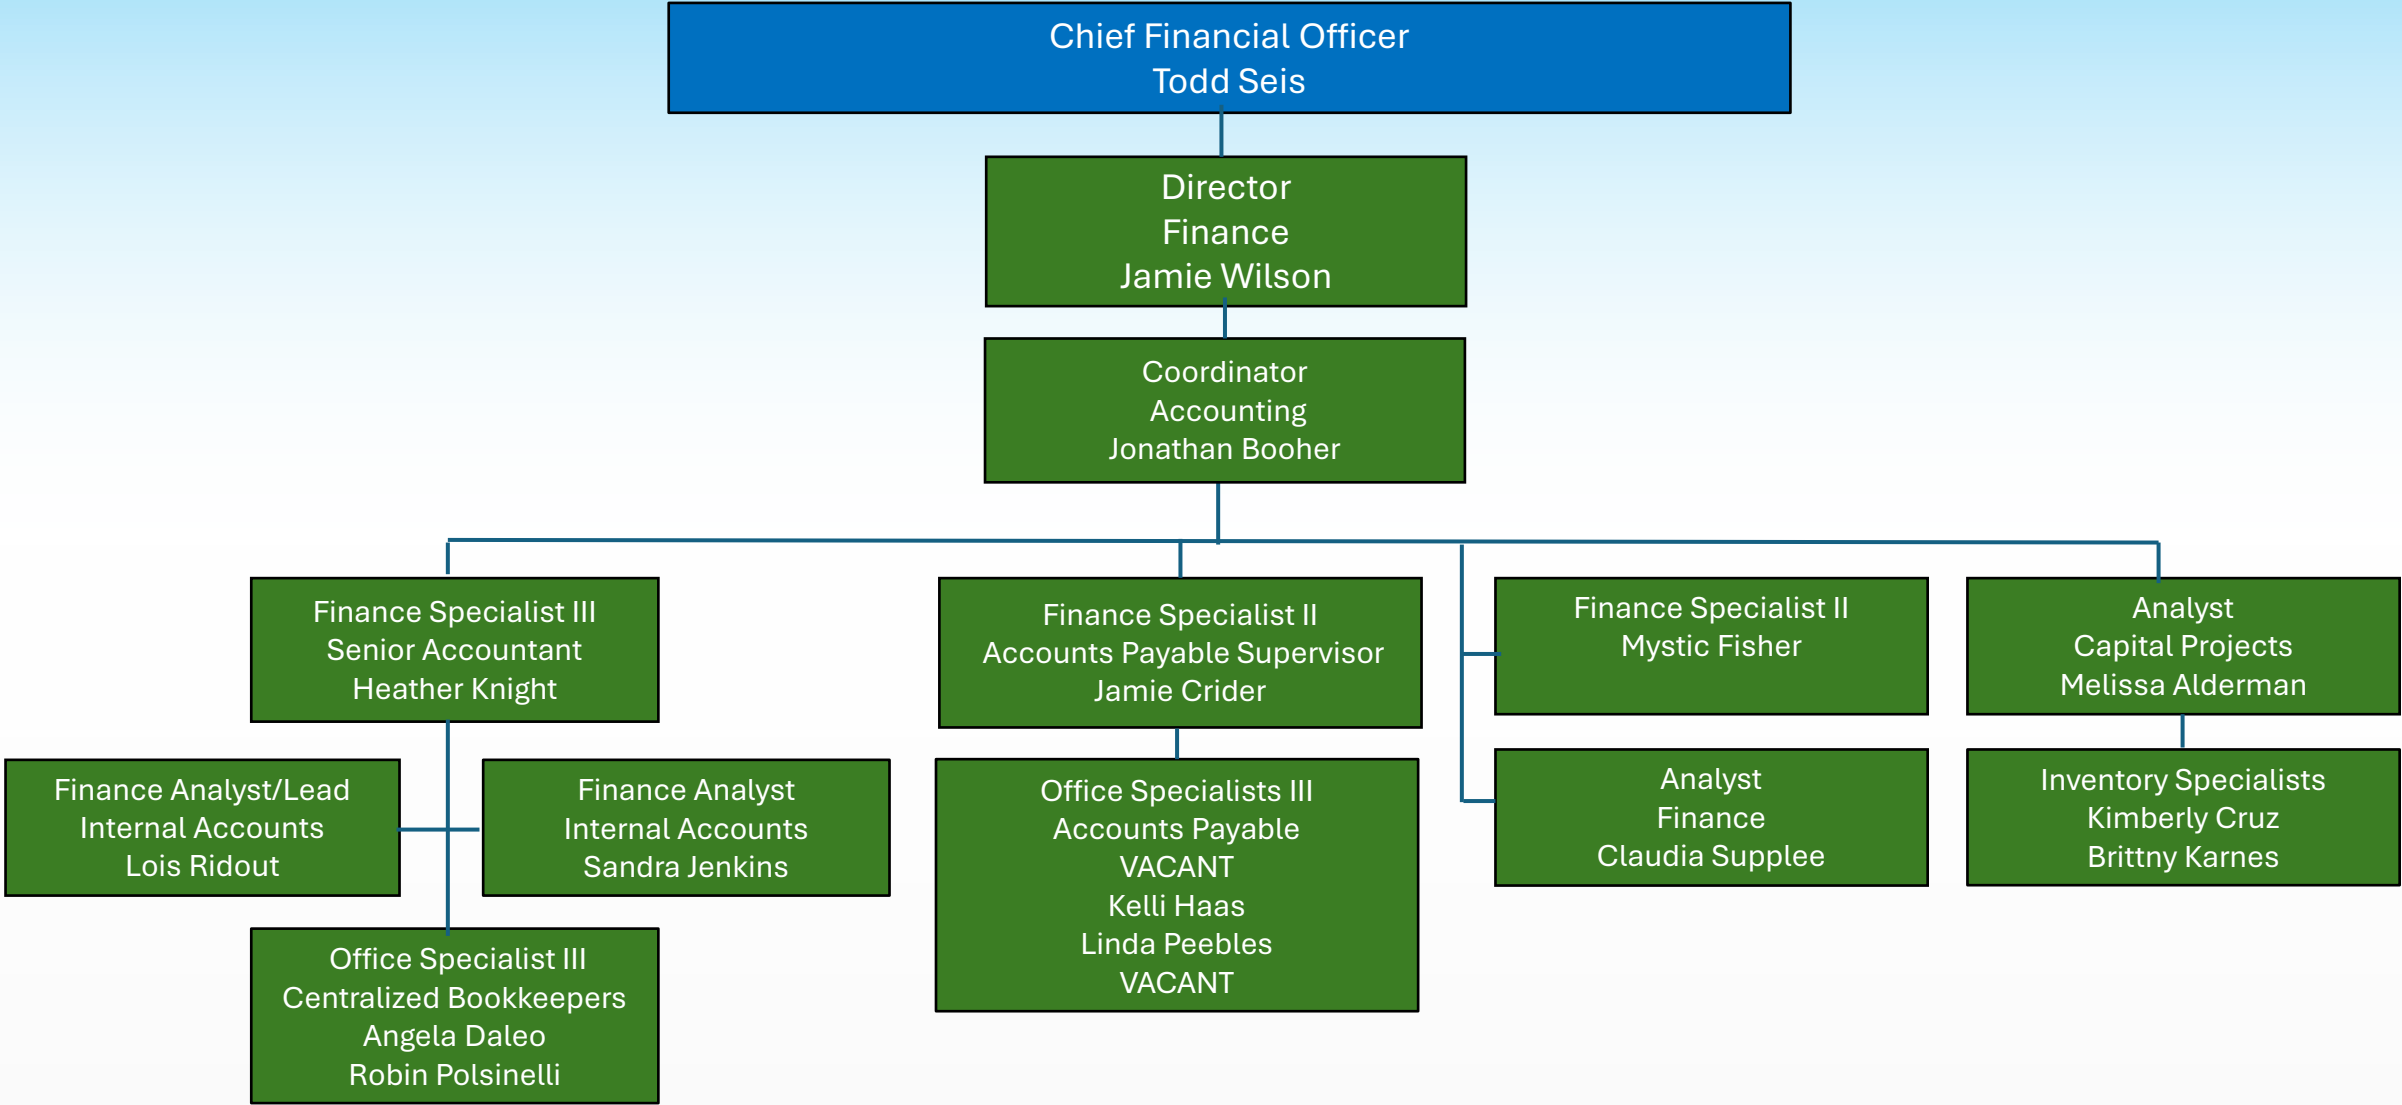 Chief Financial Officer
Todd Seis
Director
Finance
Jamie Wilson
Coordinator
Accounting
Jonathan Booher
Finance Specialist III
Senior Accountant
Heather Knight
Finance Analyst/Lead
Internal Accounts
Lois Ridout
Finance Analyst
Internal Accounts
Sandra Jenkins
Office Specialist III
Centralized Bookkeepers
Angela Daleo
Robin Polsinelli
Finance Specialist II
Accounts Payable Supervisor
Jamie Crider
Office Specialists III
Accounts Payable
VACANT
Kelli Haas
Linda Peebles
VACANT
Finance Specialist II
Mystic Fisher
Analyst
Finance
Claudia Supplee
Analyst
Capital Projects
Melissa Alderman
Inventory Specialists
Kimberly Cruz
Brittny Karnes